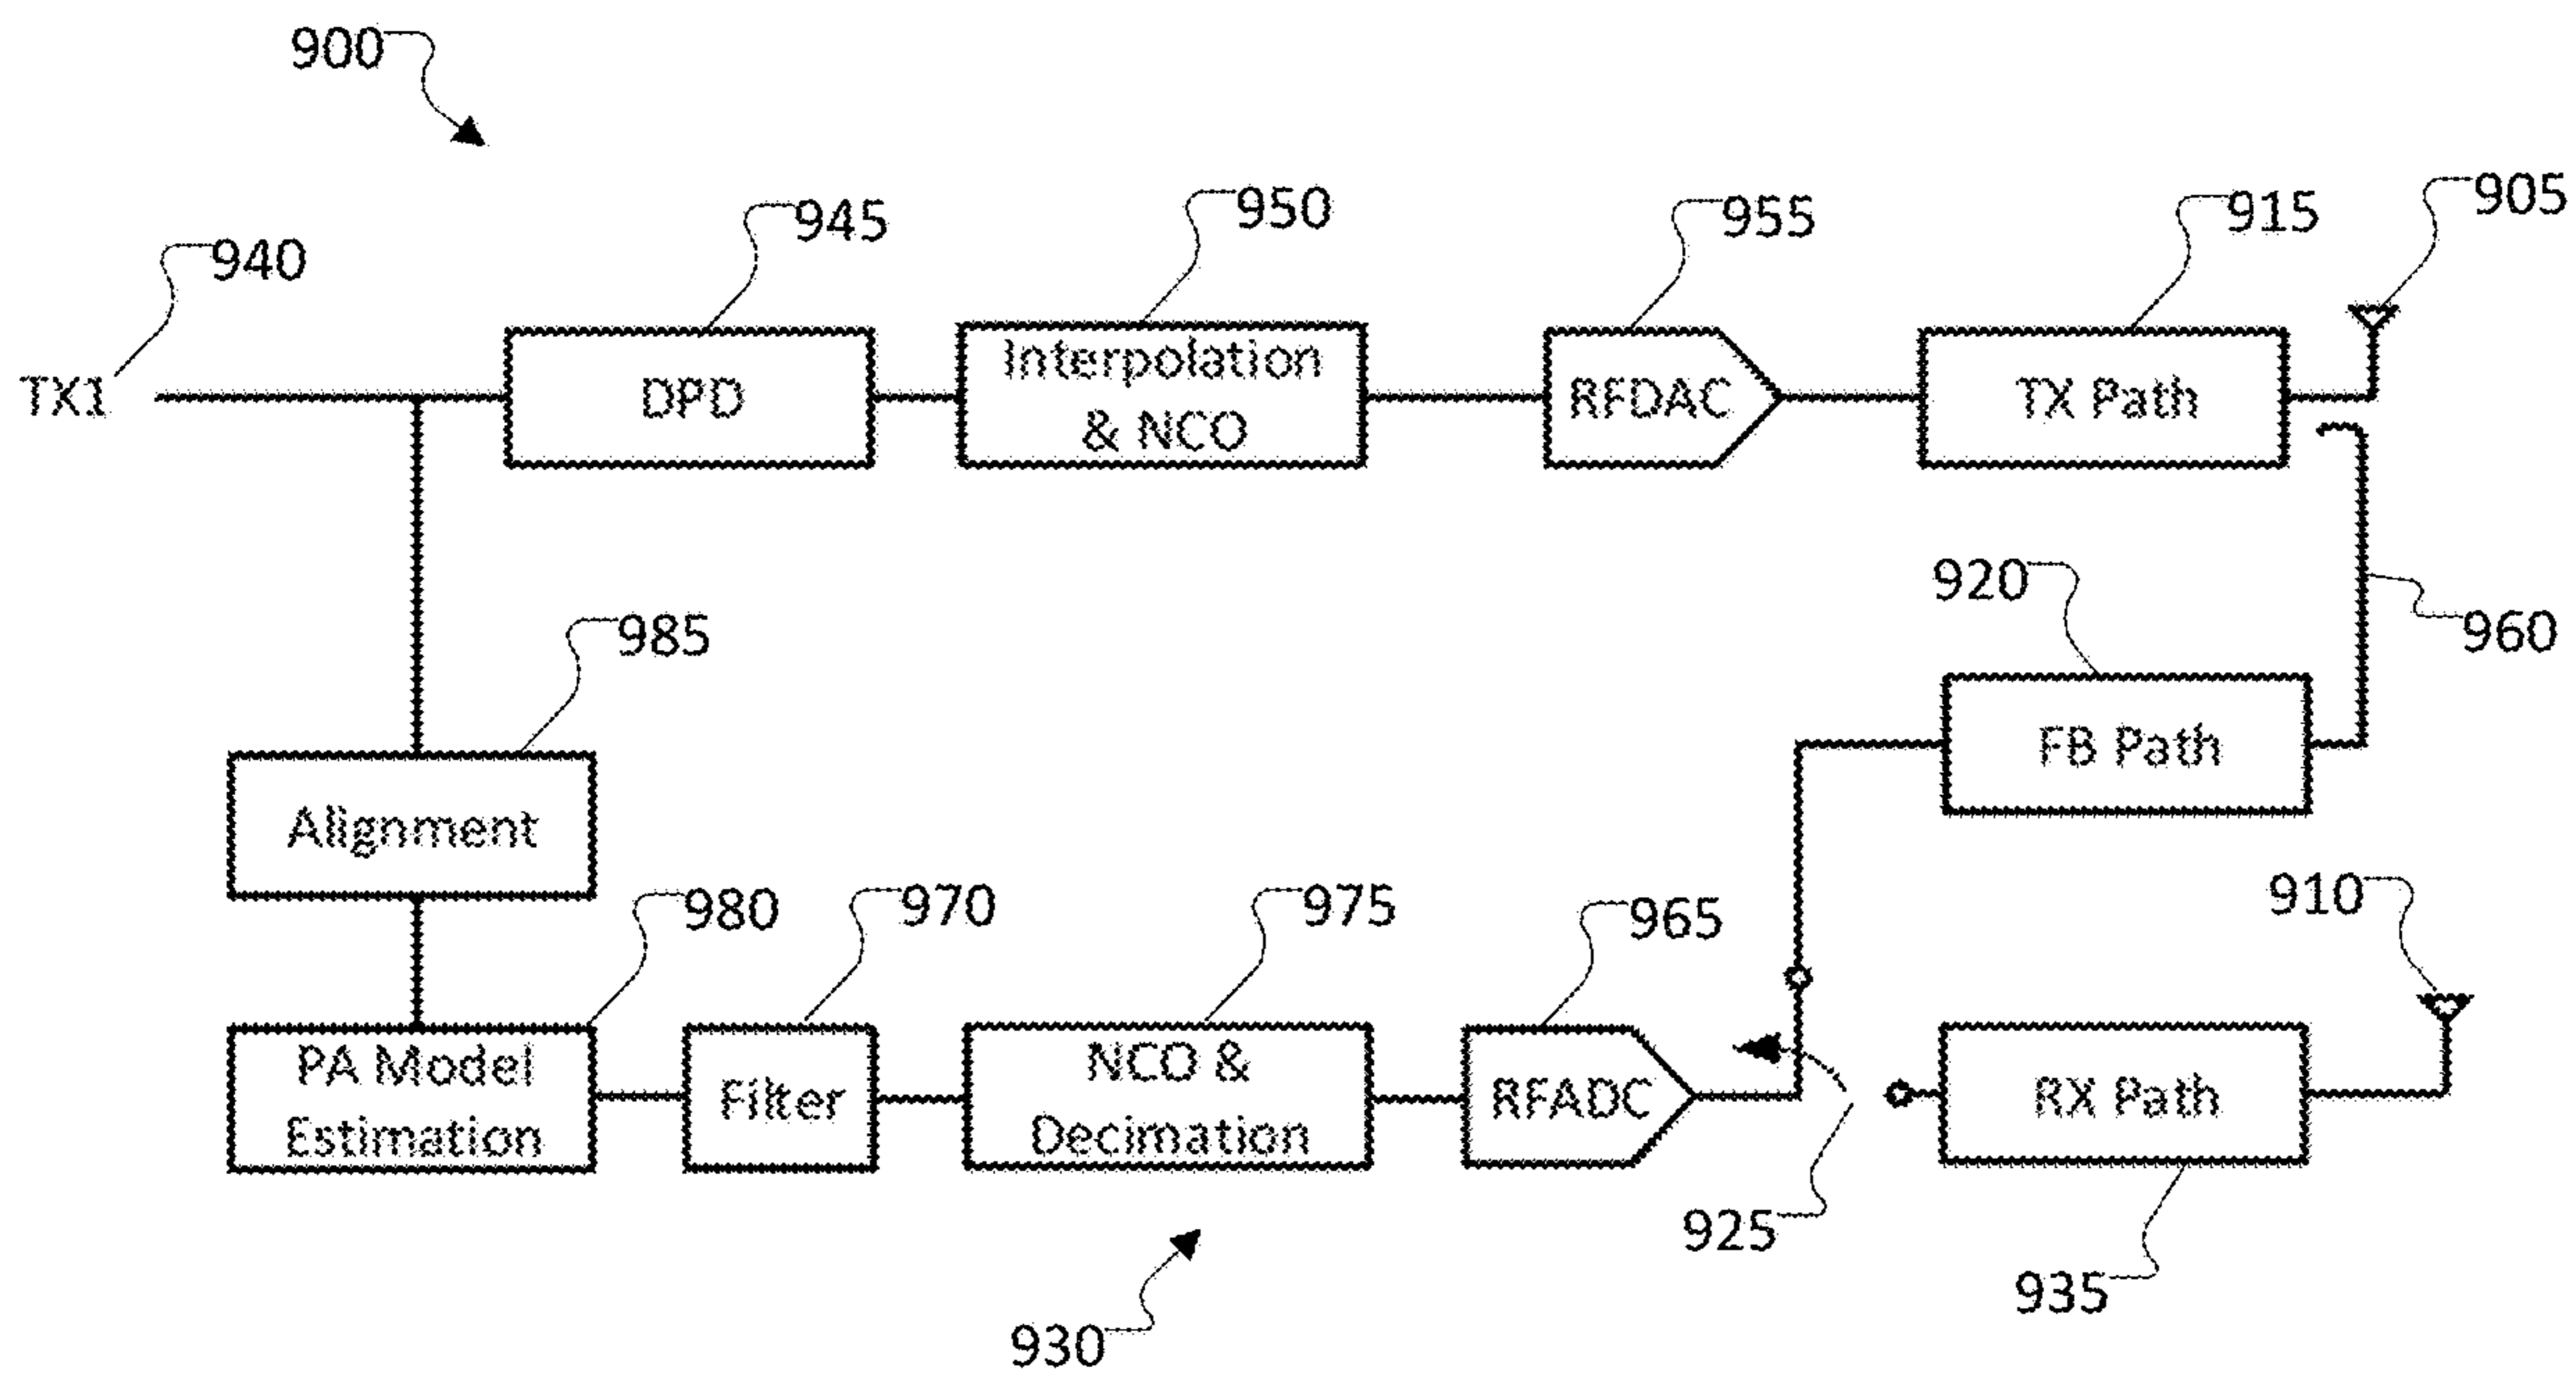 900
940
945
950
955
915
905
TX1
DPD
Interpolation
& NCO
RFDAC
TX Path
920
960
985
FB Path
Alignment
980
970
975
965
910
PA Model
Estimation
Filter
NCO &
Decimation
RFADC
RX Path
925
935
930